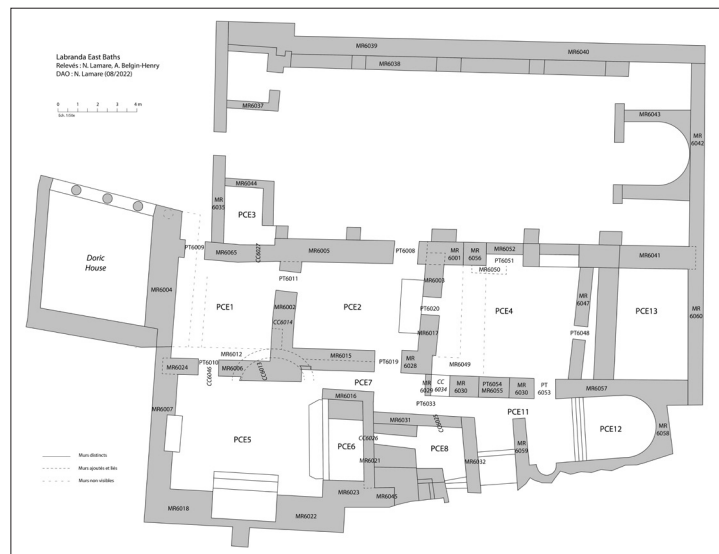 Labranda East Baths
Relevés : N. Lamare, A. Belgin-Henry
DAO : N. Lamare (08/2022)
0 1 2 3 4 m
MR6039
MR6040
MR6038
MR6037
MR6043
MR 6042
MR6044
MR 6035
PCE3
PT6009
MR6065
CC6027
MR6005
PT6008
MR 6001
MR 6056
MR6052
PT6051
MR6050
MR6041
Doric House
MR6004
PT6011
MR6003
MR 6047
MR 6060
PCE1
MR6002
PCE2
PT6020
PCE4
PCE13
CC6014
MR6017
PT6048
MR6012
MR6015
MR6024
PT6010
MR6006
CC6013
PT6019
MR 6028
MR6049
CC6046
PCE7
MR 6029
CC 6034
MR 6030
PT6054
MR6055
MR 6030
PT 6053
MR6057
MR6007
MR6016
PT6033
PCE11
MR6031
CC6025
PCE5
PCE6
CC6026
PCE8
PCE12
MR 6058
MR6021
MR6032
MR 6059
Murs distincts
Murs ajoutés et liés
Murs non visibles
MR6018
MR6022
MR6023
MR6045